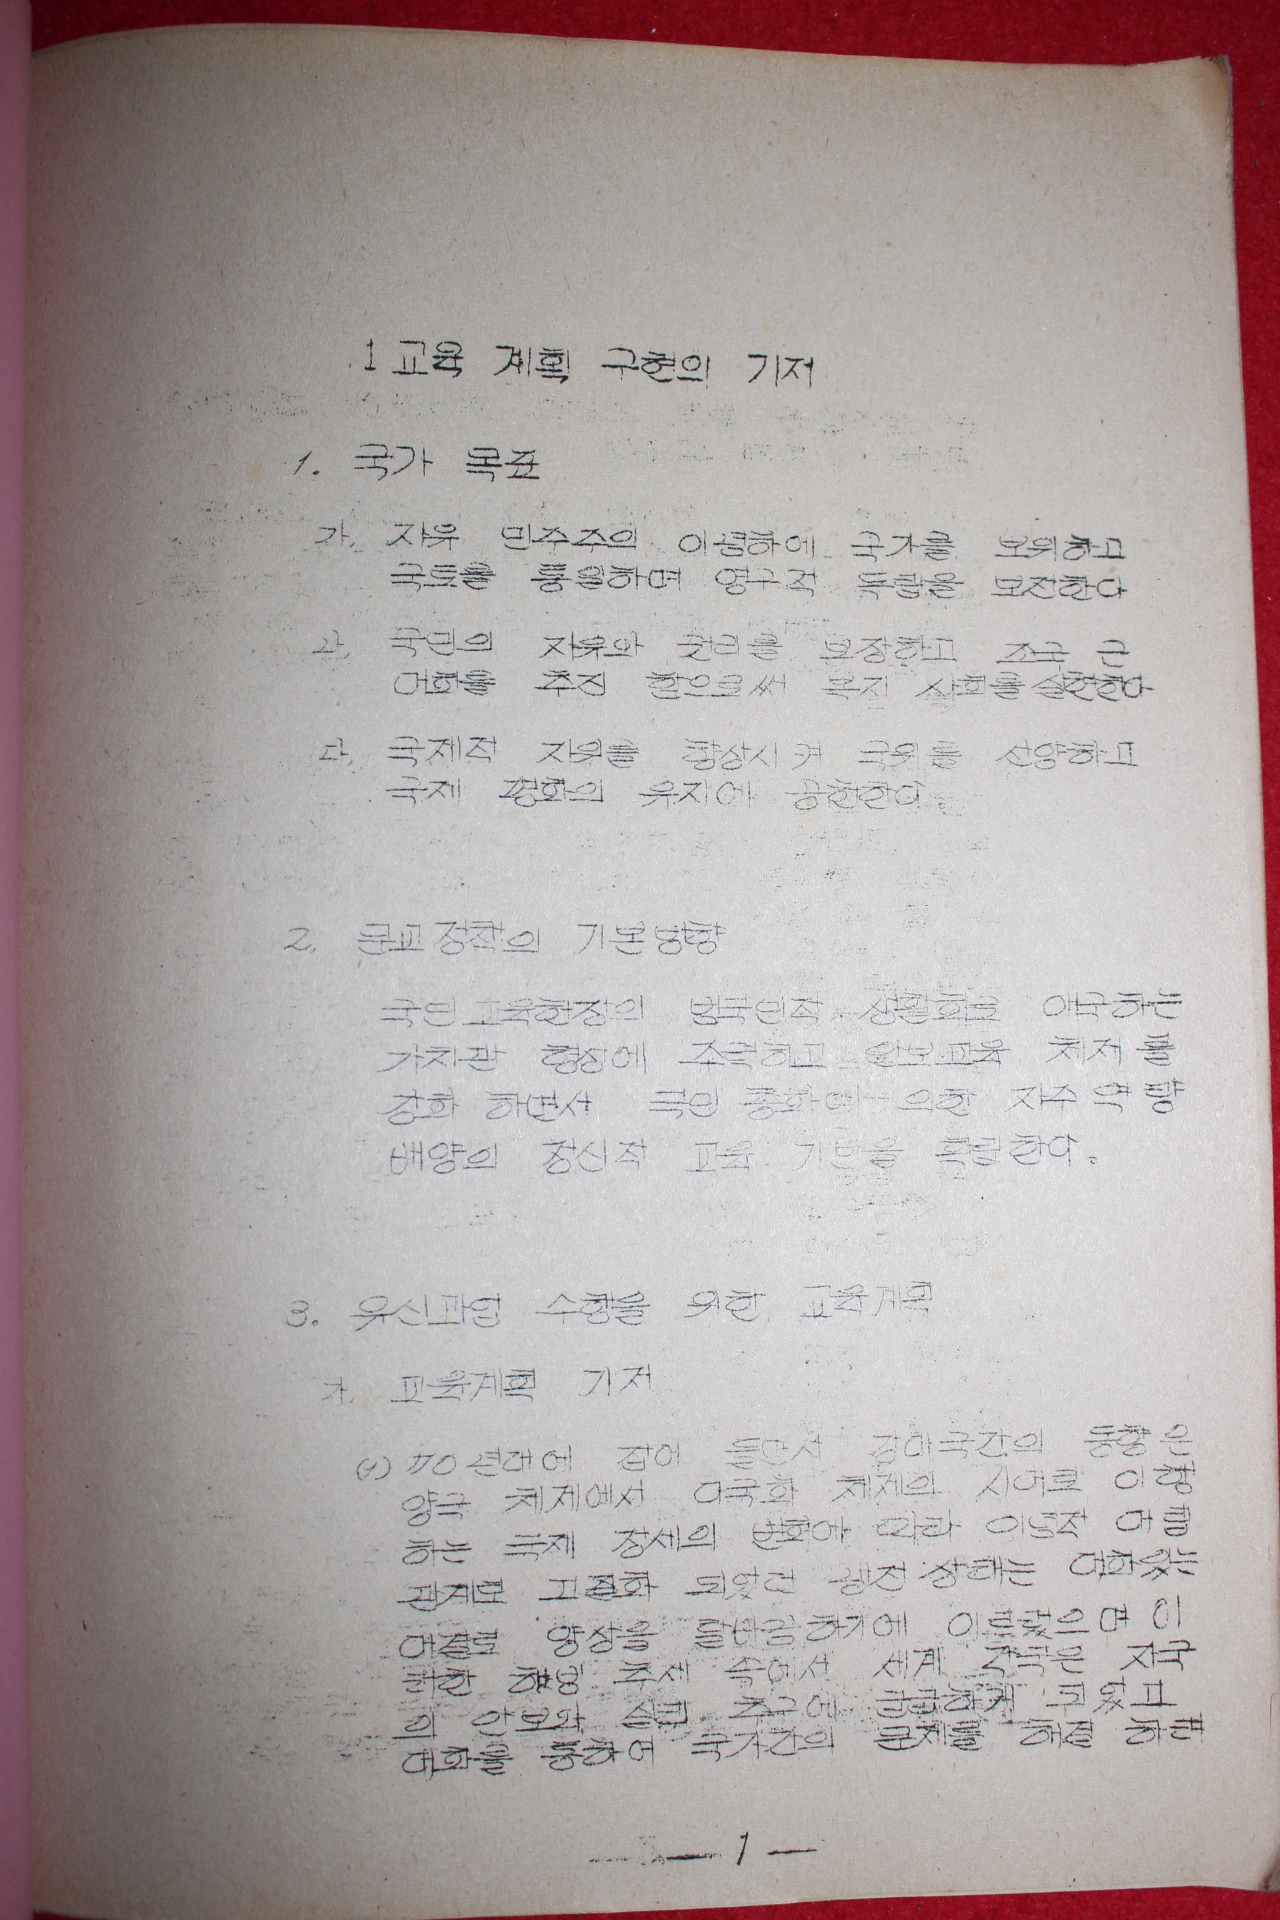 1 교육 계획 구현의 기저
1. 국가 목표
가. 자유 민주주의 이념하에 국가를 보위하고
국토를 통일하며 영구적 독립을 보전한다
나. 국민의 자유와 권리를 보장하고 조국 근
대화를 추진 함으로써 복지 사회를 실현한다
다. 국제적 지위를 향상시켜 국위를 선양하고
국제 평화의 유지에 공헌한다
2. 문교정책의 기본방향
국민교육헌장의 범국민적 생활화로 이구하는
가치관 형성에 주력하고 안보교육 체제를
강화 하면서 국민 총화에 의한 자주 역량
배양의 정신적 교육 기반을 확립한다.
3. 유신과업 수행을 위한 교육계획
가. 교육계획 기저
(1) 70년대에 접어 들면서 강대국간의 동향은
양극 체제에서 다극화 체제의 시대로 이행
하는 국제 정세의 변화에 따라 이념적 대립
관계로 고질화 되었던 냉전 상태는 대화있는
대결로 양상을 탈바꿈하기에 이르렀으며 이
러한 해빙 추세 속에서 세계 각국은 자국
의 안보와 실리 추구에 급급하게 되었고
대화를 통하여 국가간의 문제를 해결 하려
— 1 —